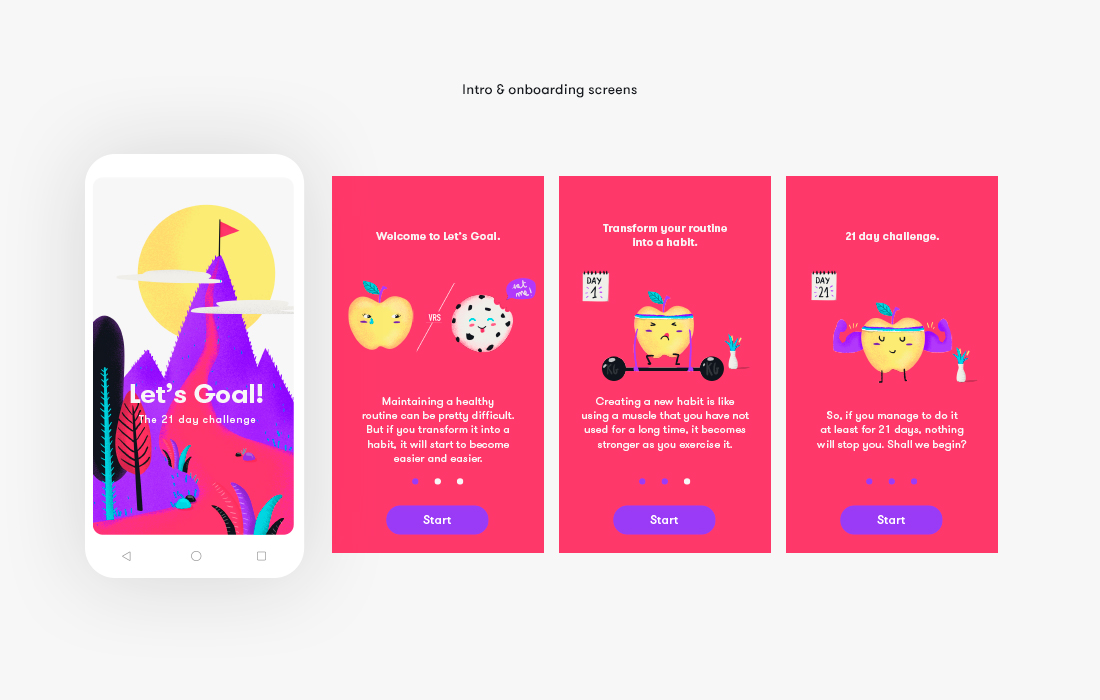 Intro & onboarding screens
Let's Goal!
The 21 day challenge
Welcome to Let's Goal.
VRS
eat
me!
Maintaining a healthy
routine can be pretty difficult.
But if you transform it into a
habit, it will start to become
easier and easier.
Start
Transform your routine
into a habit.
DAY
1
KG
Creating a new habit is like
using a muscle that you have not
used for a long time, it becomes
stronger as you exercise it.
Start
21 day challenge.
DAY
21
So, if you manage to do it
at least for 21 days, nothing
will stop you. Shall we begin?
Start